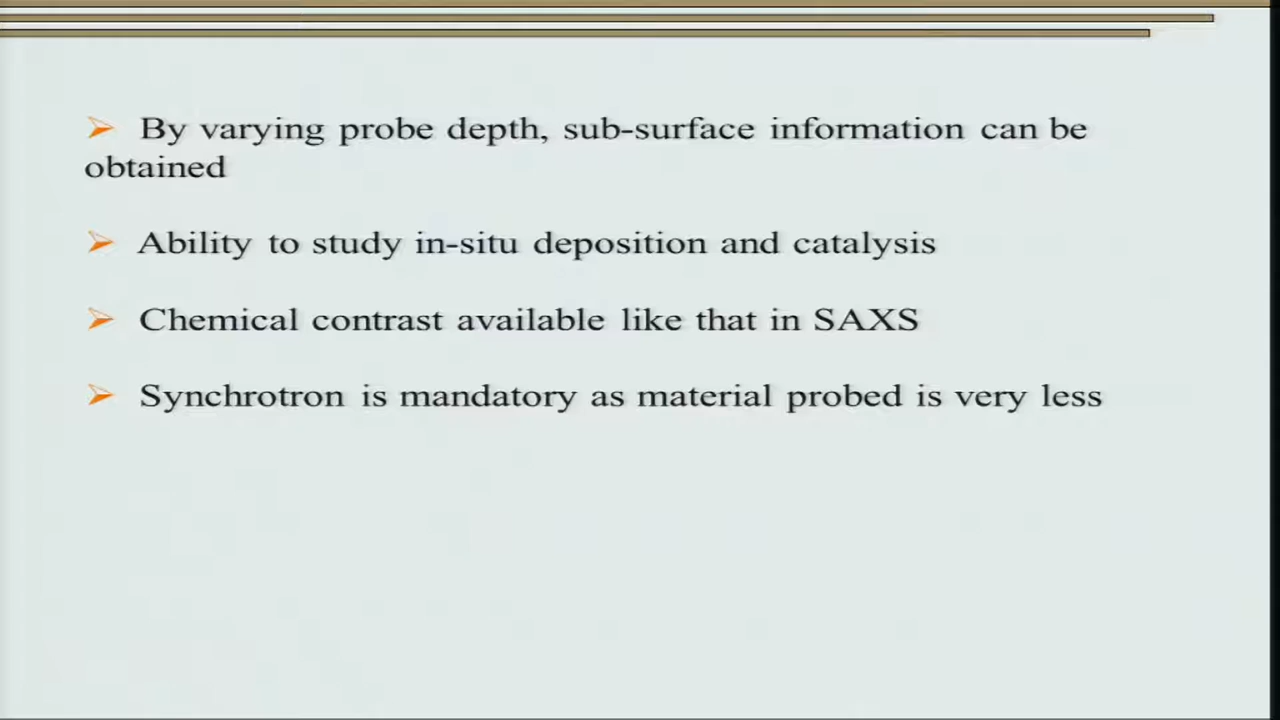 ➢ By varying probe depth, sub-surface information can be
obtained
➢ Ability to study in-situ deposition and catalysis
➢ Chemical contrast available like that in SAXS
➢ Synchrotron is mandatory as material probed is very less